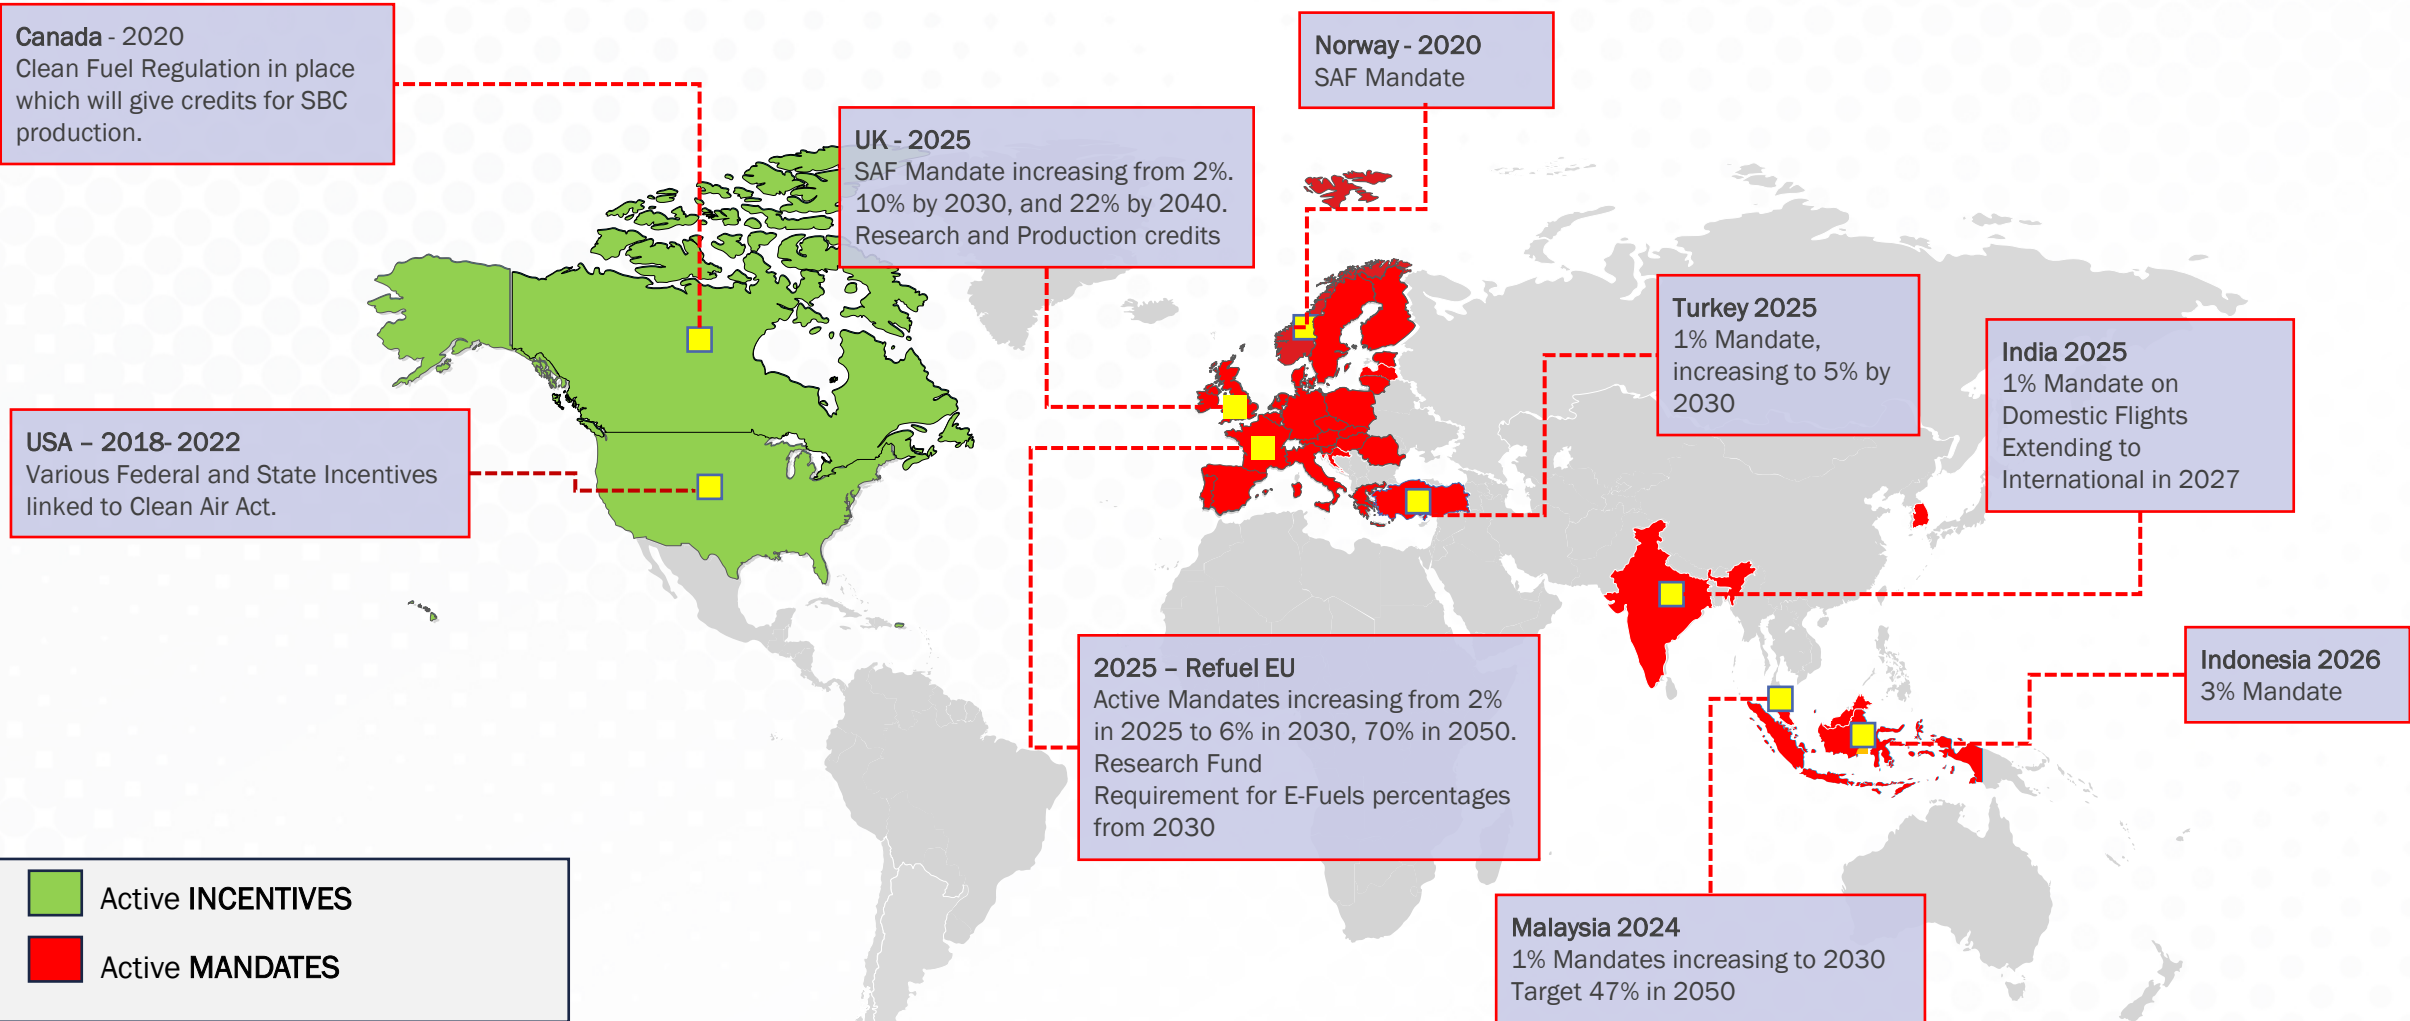 Canada - 2020
Clean Fuel Regulation in place
which will give credits for SBC
production.
Norway - 2020
SAF Mandate
UK - 2025
SAF Mandate increasing from 2%.
10% by 2030, and 22% by 2040.
Research and Production credits
Turkey 2025
1% Mandate,
increasing to 5% by
2030
India 2025
1% Mandate on
Domestic Flights
Extending to
International in 2027
USA – 2018- 2022
Various Federal and State Incentives
linked to Clean Air Act.
2025 – Refuel EU
Active Mandates increasing from 2%
in 2025 to 6% in 2030, 70% in 2050.
Research Fund
Requirement for E-Fuels percentages
from 2030
Indonesia 2026
3% Mandate
Malaysia 2024
1% Mandates increasing to 2030
Target 47% in 2050
Active INCENTIVES
Active MANDATES